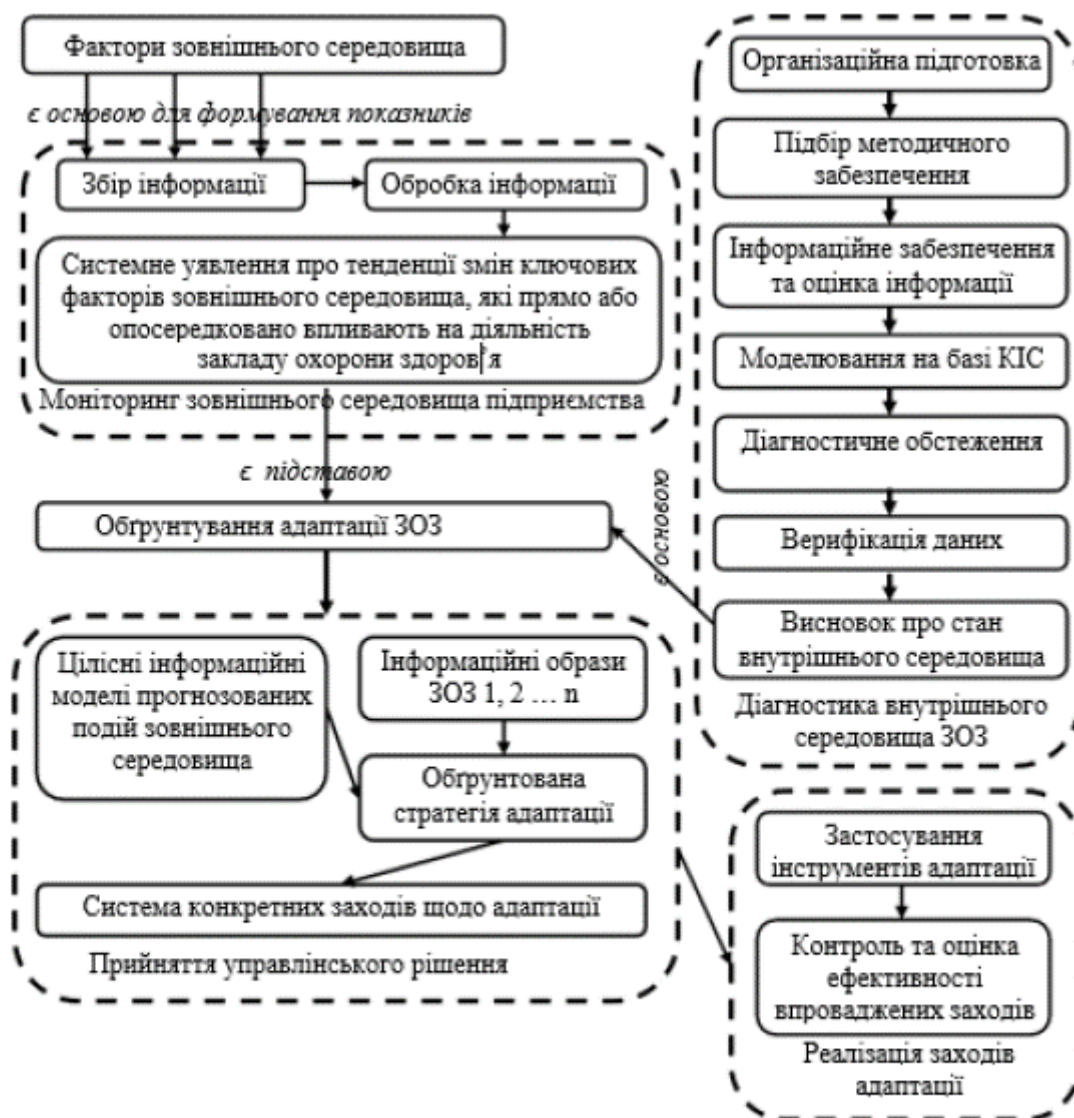 Фактори зовнішнього середовища
є основою для формування показників
Збір інформації
Обробка інформації
Системне уявлення про тенденції змін ключових
факторів зовнішнього середовища, які прямо або
опосередковано впливають на діяльність
закладу охорони здоров'я
Моніторинг зовнішнього середовища підприємства
є підставою
Обґрунтування адаптації ЗОЗ
Цілісні інформаційні
моделі прогнозованих
подій зовнішнього
середовища
Інформаційні образи
ЗОЗ 1, 2 … n
Обґрунтована
стратегія адаптації
Система конкретних заходів щодо адаптації
Прийняття управлінського рішення
Організаційна підготовка
Підбір методичного
забезпечення
Інформаційне забезпечення
та оцінка інформації
Моделювання на базі КІС
Діагностичне обстеження
Верифікація даних
Висновок про стан
внутрішнього середовища
Діагностика внутрішнього
середовища ЗОЗ
є основою
Застосування
інструментів адаптації
Контроль та оцінка
ефективності
впроваджених заходів
Реалізація заходів
адаптації